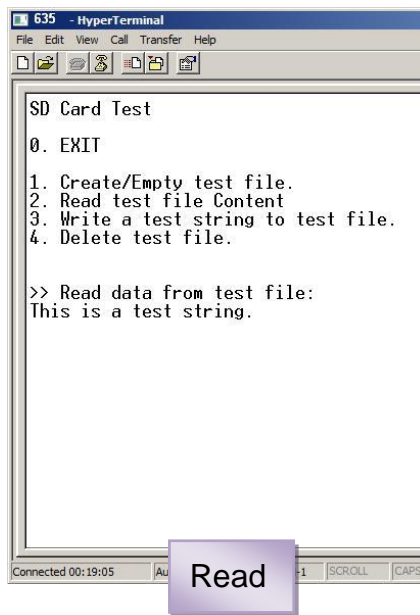 635 - HyperTerminal
File Edit View Call Transfer Help
SD Card Test
0. EXIT
1. Create/Empty test file.
2. Read test file Content
3. Write a test string to test file.
4. Delete test file.
>> Read data from test file:
This is a test string.
Connected 00:19:05 Au -1 SCROLL CAPS
Read